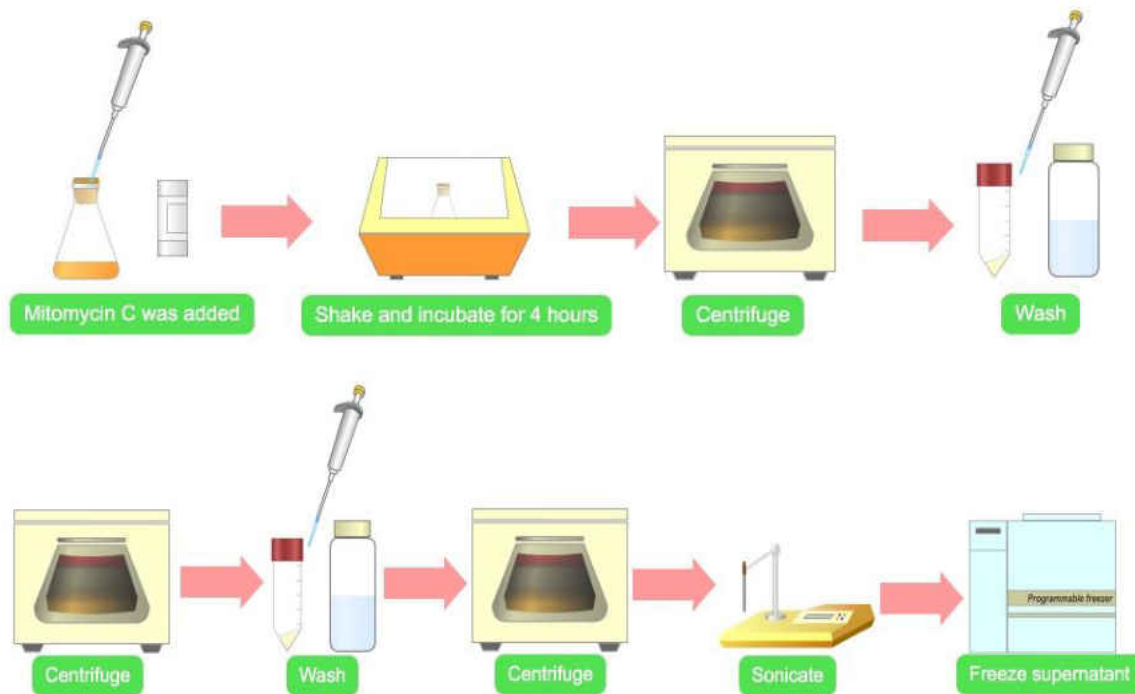 Mitomycin C was added
Shake and incubate for 4 hours
Centrifuge
Wash
Centrifuge
Wash
Centrifuge
Sonicate
Programmable freezer
Freeze supernatant